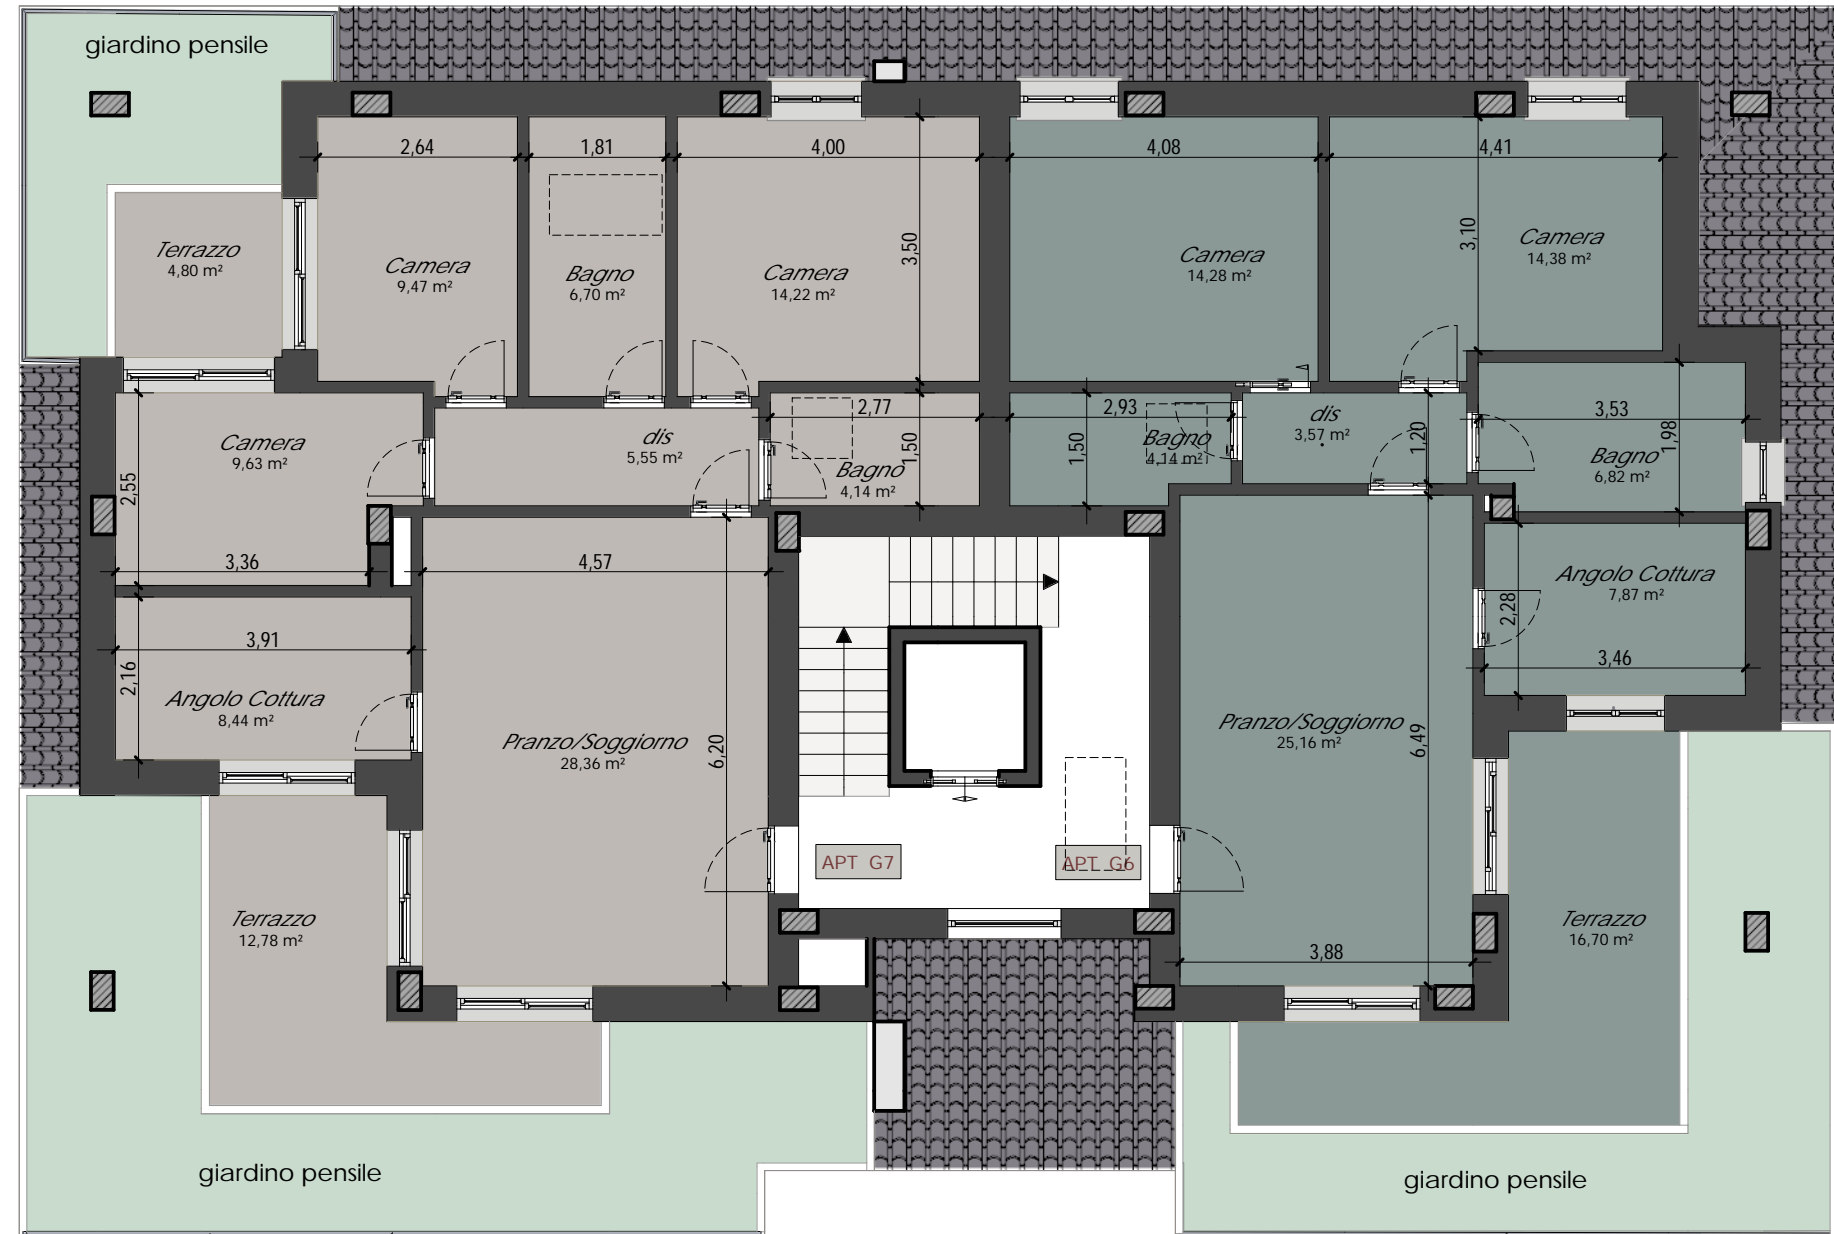 giardino pensile
2,64
1,81
4,00
4,08
4,41
Terrazzo
4,80 m²
Camera
9,47 m²
Bagno
6,70 m²
Camera
14,22 m²
3,50
Camera
14,28 m²
3,10
Camera
14,38 m²
Camera
9,63 m²
2,55
3,36
dis
5,55 m²
2,77
1,50
Bagno
4,14 m²
2,93
1,50
Bagno
4,14 m²
dis
3,57 m²
1,20
3,53
1,98
Bagno
6,82 m²
4,57
3,91
2,16
Angolo Cottura
8,44 m²
Pranzo/Soggiorno
28,36 m²
6,20
Angolo Cottura
7,87 m²
2,28
3,46
Pranzo/Soggiorno
25,16 m²
6,49
APT G7
APT G6
Terrazzo
12,78 m²
3,88
Terrazzo
16,70 m²
giardino pensile
giardino pensile